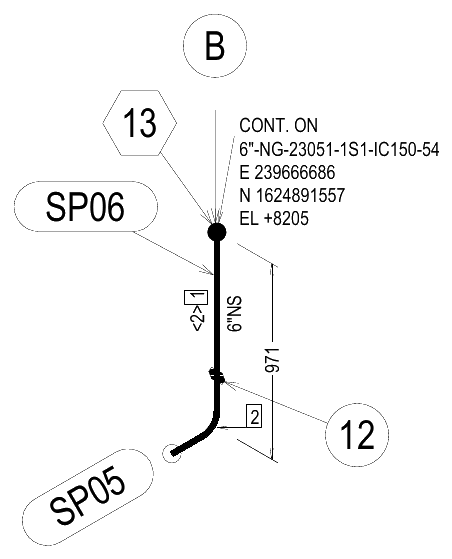 B
13
CONT. ON
6"-NG-23051-1S1-IC150-54
E 239666686
N 1624891557
EL +8205
SP06
<2> 1
6"NS
971
2
12
SP05